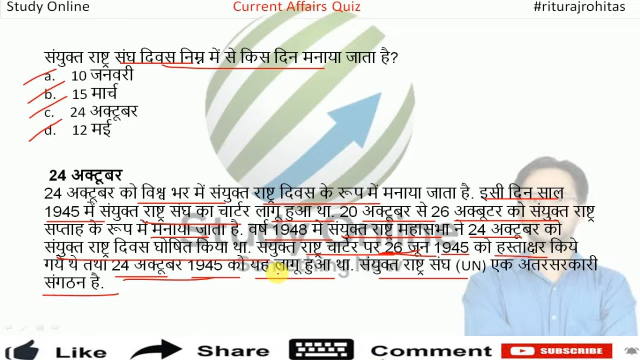 Study Online Current Affairs Quiz #riturajrohitas
संयुक्त राष्ट्र संघ दिवस निम्न में से किस दिन मनाया जाता है?
a. 10 जनवरी
b. 15 मार्च
c. 24 अक्टूबर
d. 12 मई
24 अक्टूबर
24 अक्टूबर को विश्व भर में संयुक्त राष्ट्र दिवस के रूप में मनाया जाता है. इसी दिन साल
1945 में संयुक्त राष्ट्र संघ का चार्टर लागू हुआ था. 20 अक्टूबर से 26 अक्बूटर को संयुक्त राष्ट्र
सप्ताह के रूप में मनाया जाता है. वर्ष 1948 में संयुक्त राष्ट्र महासभा ने 24 अक्टूबर को
संयुक्त राष्ट्र दिवस घोषित किया था. संयुक्त राष्ट्र चार्टर पर 26 जून 1945 को हस्ताक्षर किये
गये थे तथा 24 अक्टूबर 1945 को यह लागू हुआ था. संयुक्त राष्ट्र संघ (UN) एक अंतरसरकारी
संगठन है.
Like Share Comment SUBSCRIBE